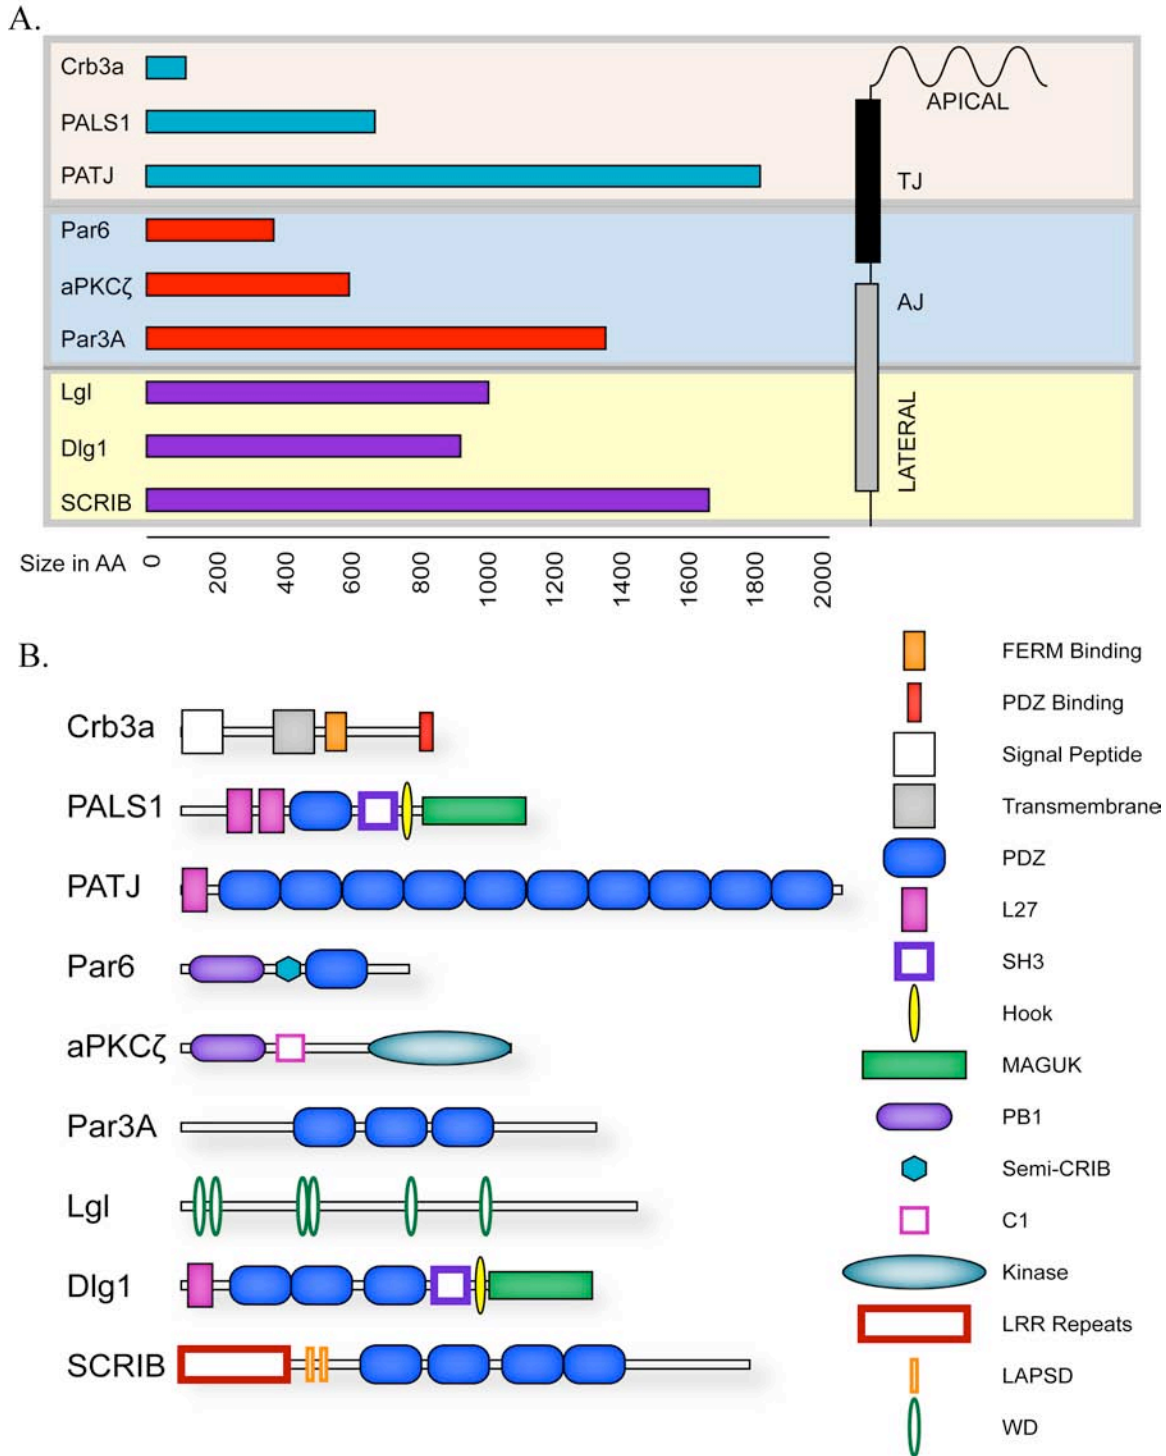 A.
Crb3a
PALS1
PATJ
Par6
aPKCζ
Par3A
Lgl
Dlg1
SCRIB
APICAL
TJ
AJ
LATERAL
Size in AA
0
200
400
600
800
1000
1200
1400
1600
1800
2000
B.
Crb3a
PALS1
PATJ
Par6
aPKCζ
Par3A
Lgl
Dlg1
SCRIB
FERM Binding
PDZ Binding
Signal Peptide
Transmembrane
PDZ
L27
SH3
Hook
MAGUK
PB1
Semi-CRIB
C1
Kinase
LRR Repeats
LAPSD
WD